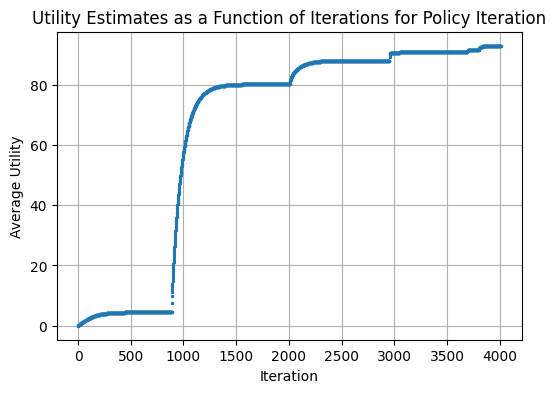 Utility Estimates as a Function of Iterations for Policy Iteration
Average Utility
80
60
40
20
0
0 500 1000 1500 2000 2500 3000 3500 4000
Iteration